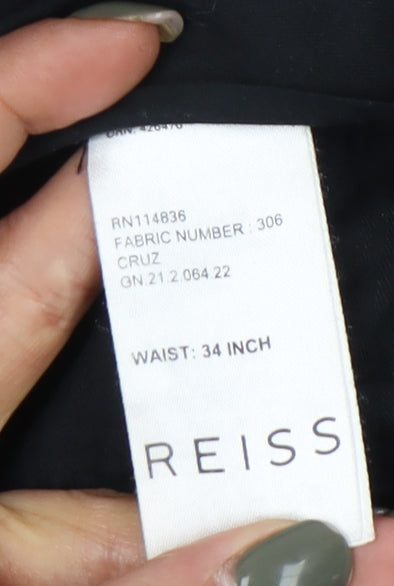 RN114836
FABRIC NUMBER : 306
CRUZ
GN.21.2.064.22
WAIST: 34 INCH
REISS